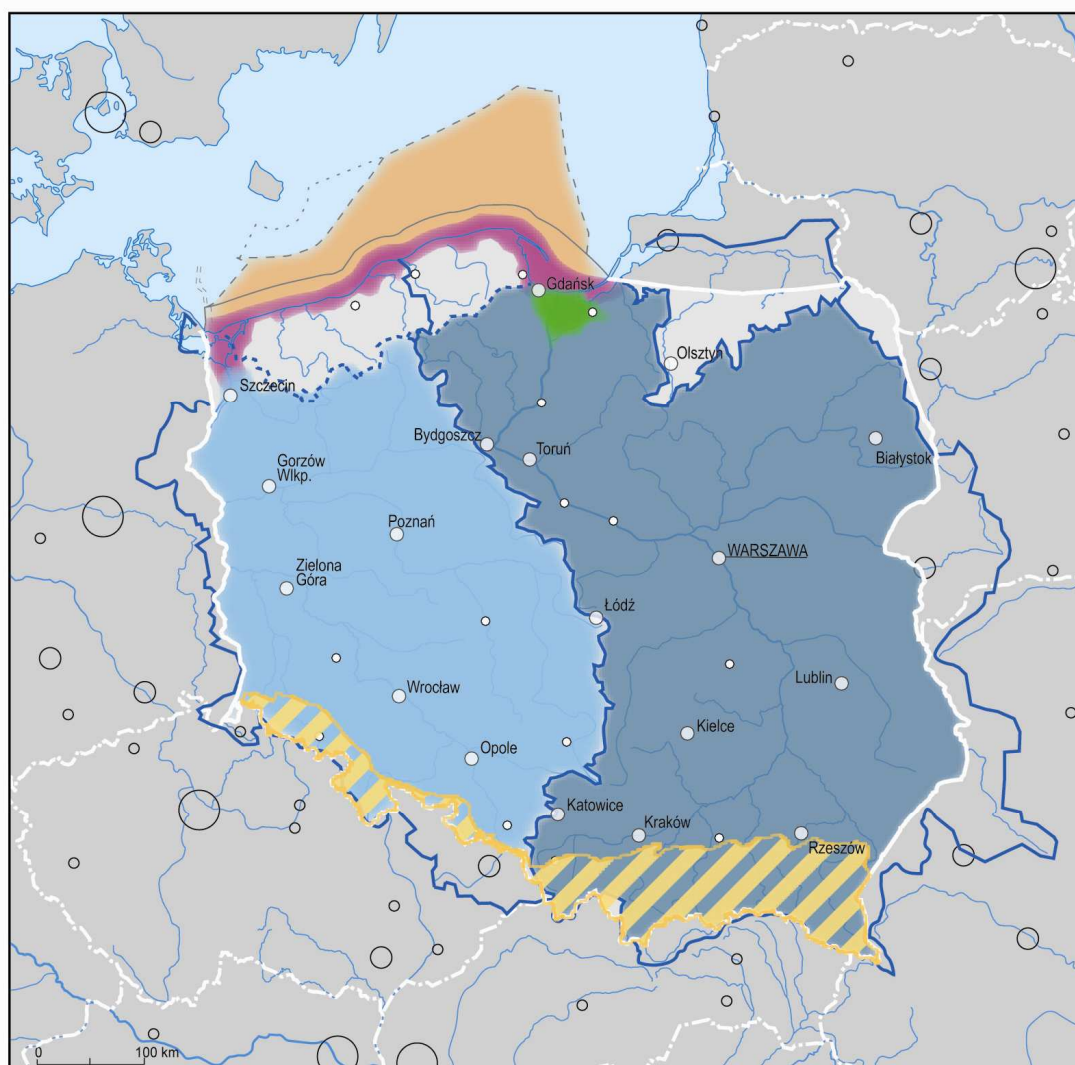 Gdańsk
Olsztyn
Szczecin
Bydgoszcz
Toruń
Białystok
Gorzów
Wlkp.
Poznań
WARSZAWA
Zielona
Góra
Łódź
Lublin
Wrocław
Kielce
Opole
Katowice
Kraków
Rzeszów
0 100 km